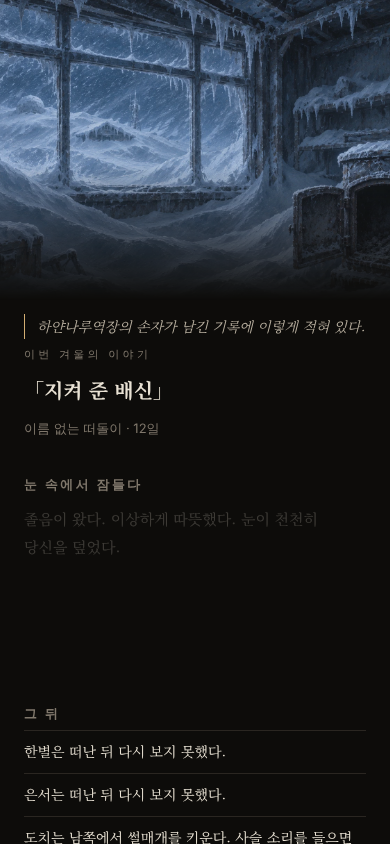 하얀나루역장의 손자가 남긴 기록에 이렇게 적혀 있다.
이번 겨울의 이야기
「지켜 준 배신」
이름 없는 떠돌이 · 12일
눈 속에서 잠들다
졸음이 왔다. 이상하게 따뜻했다. 눈이 천천히
당신을 덮었다.
그 뒤
한별은 떠난 뒤 다시 보지 못했다.
은서는 떠난 뒤 다시 보지 못했다.
도치는 남쪽에서 썰매개를 키운다. 사슬 소리를 들으면